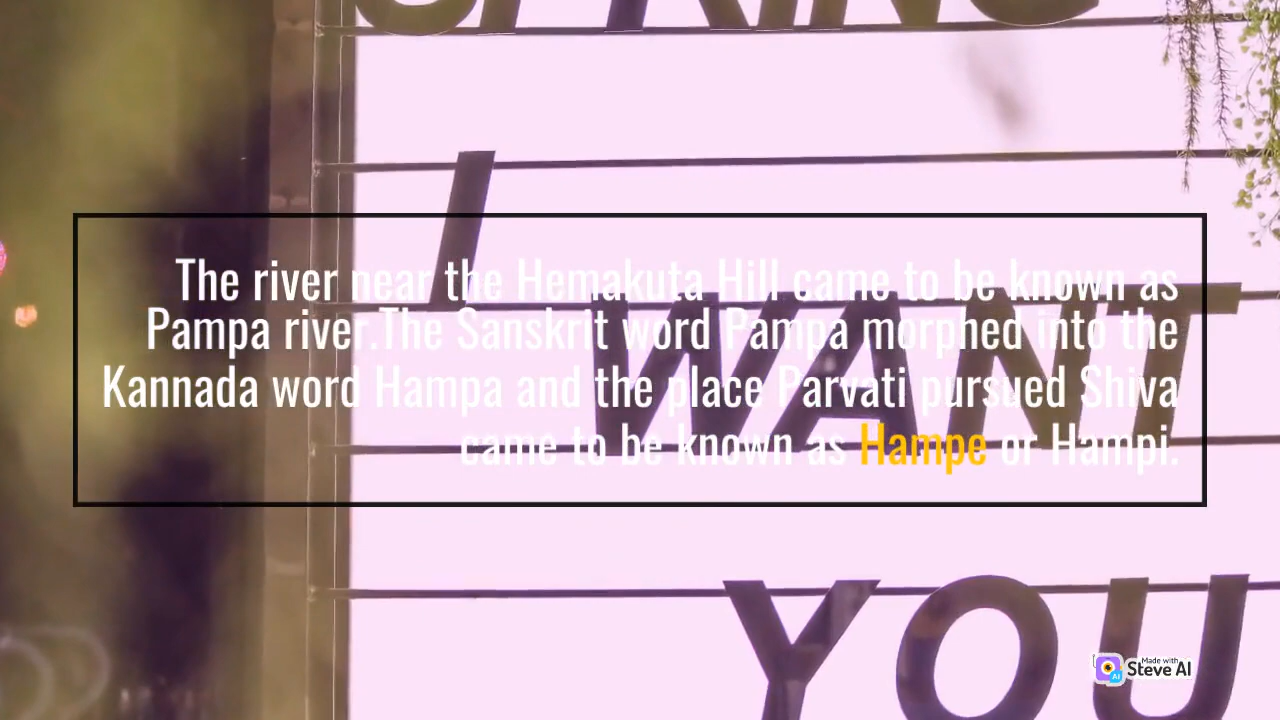 SPRING
I
WANT
The river near the Hemakuta Hill came to be known as
Pampa river.The Sanskrit word Pampa morphed into the
Kannada word Hampa and the place Parvati pursued Shiva
came to be known as Hampe or Hampi.
YOU
Made with
Steve AI